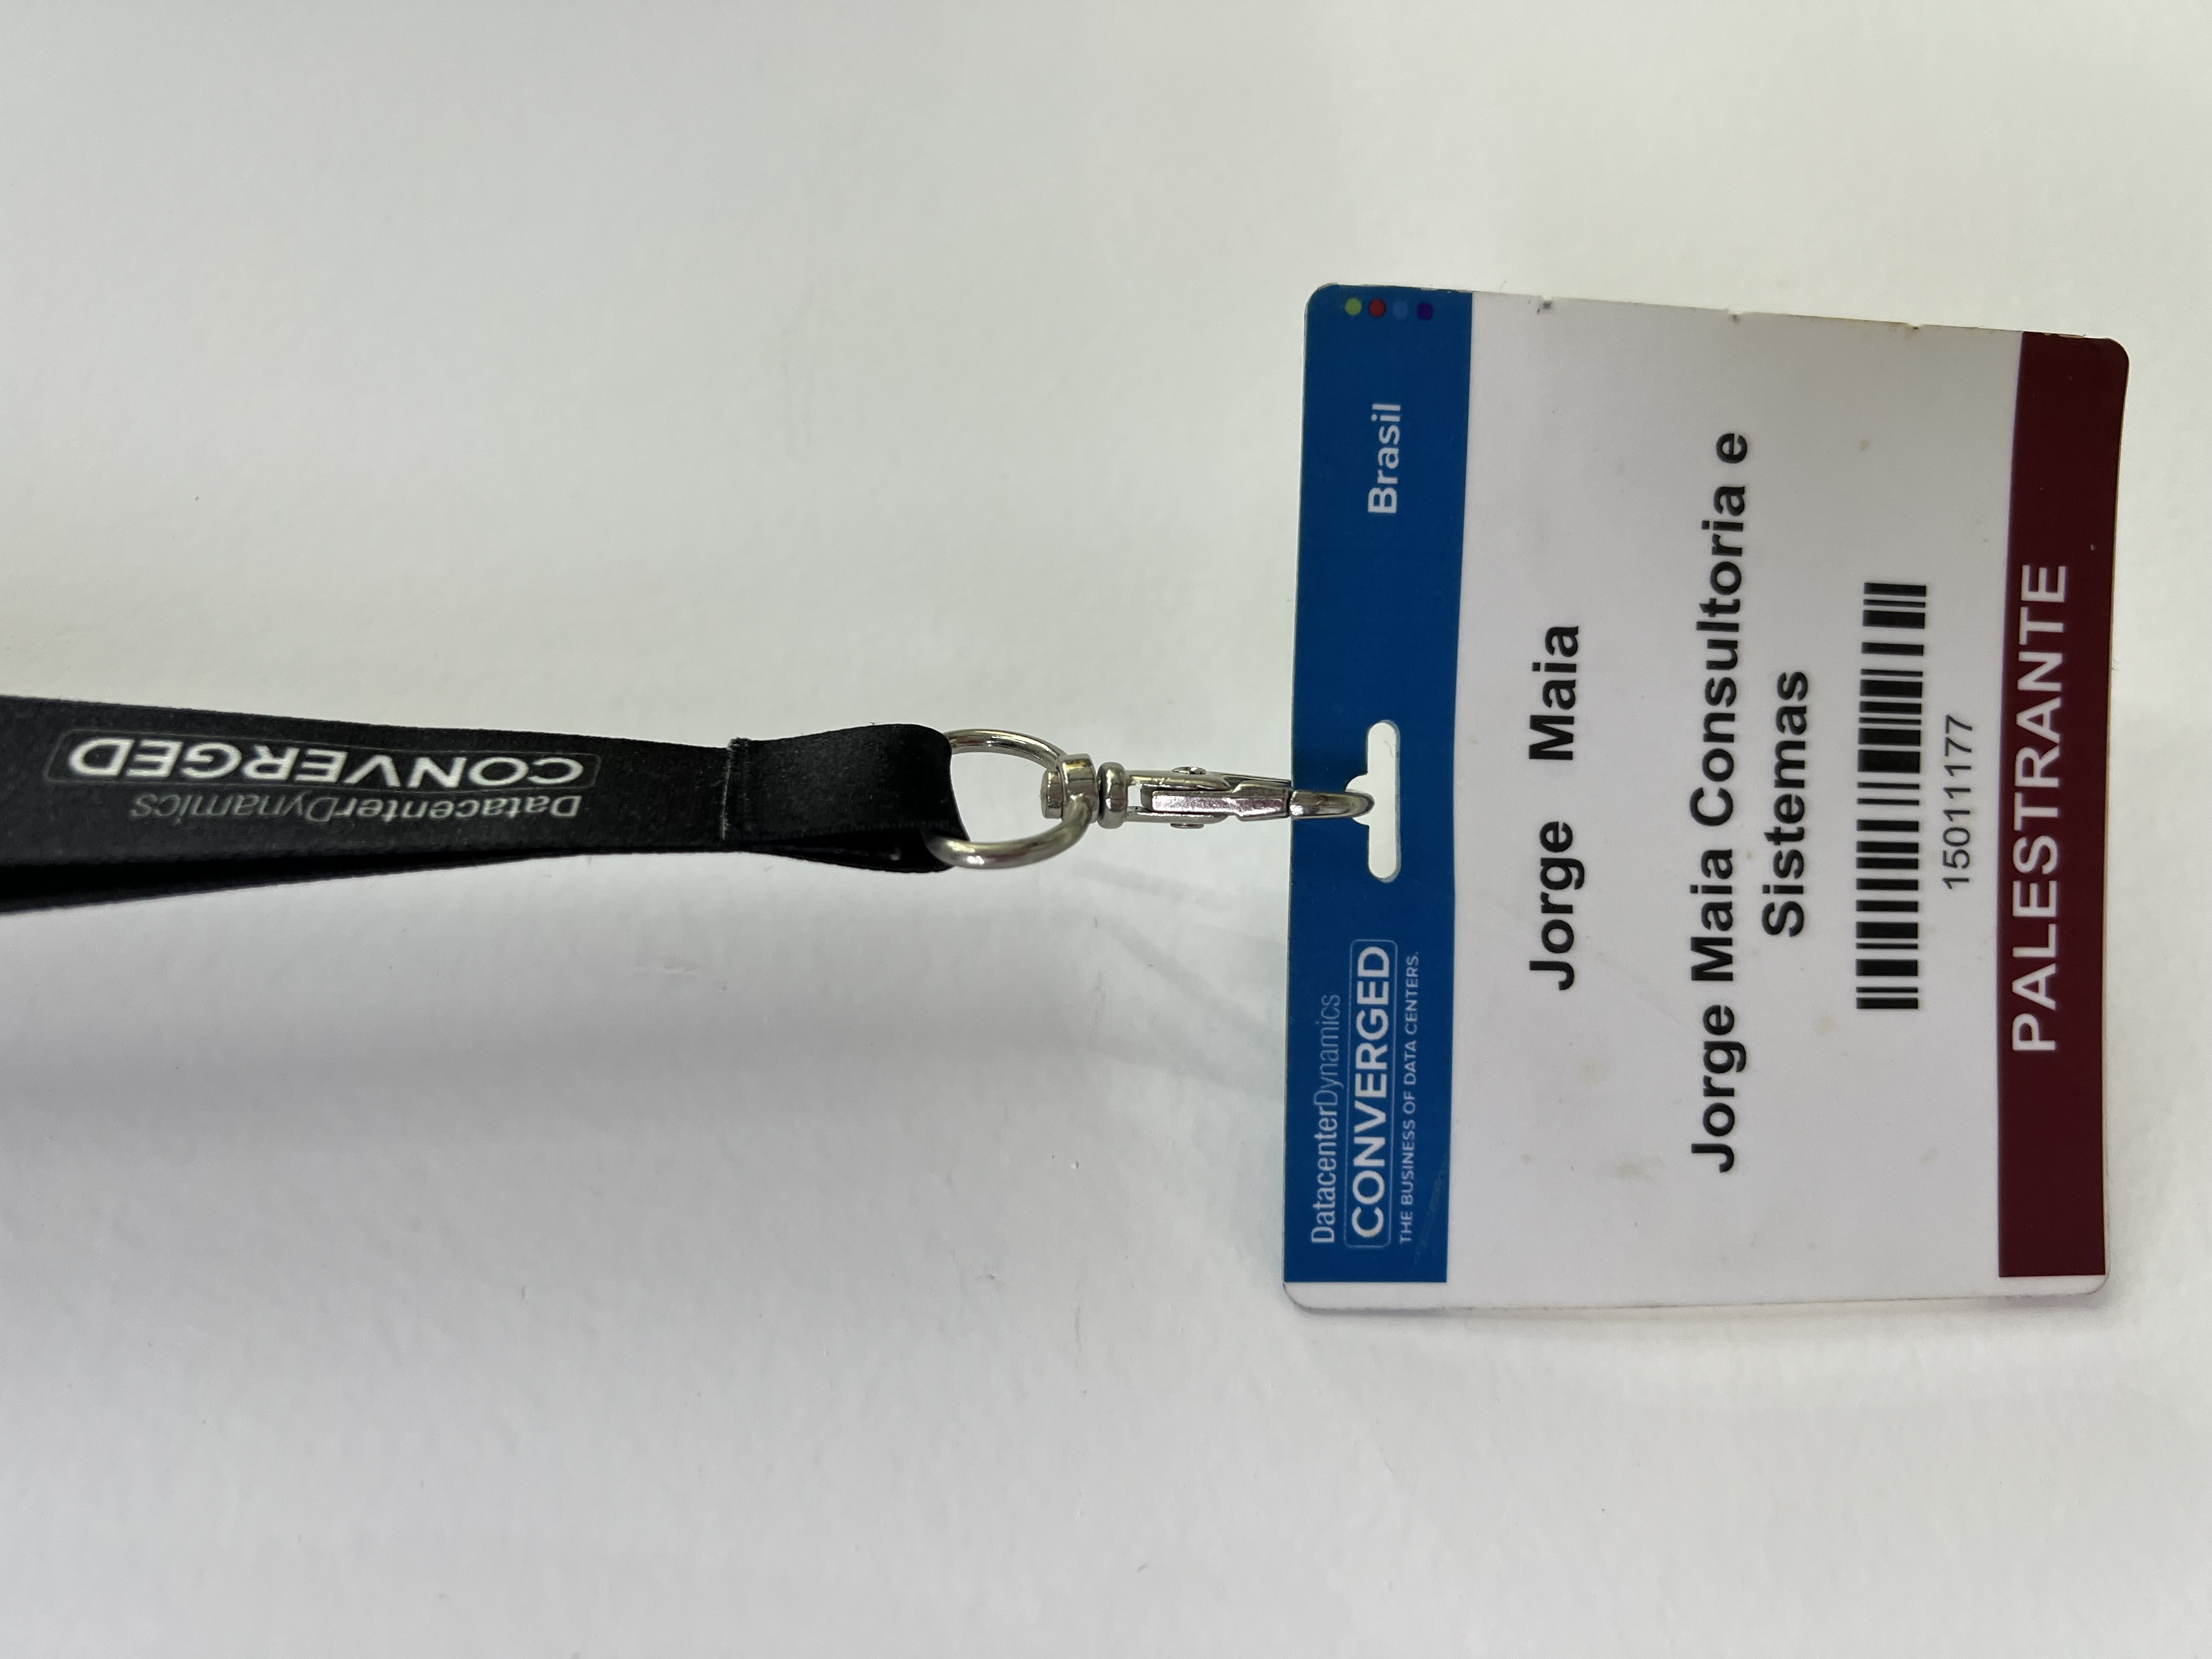 DatacenterDynamics
CONVERGED
DatacenterDynamics
CONVERGED
THE BUSINESS OF DATA CENTERS.
Brasil
Jorge Maia
Jorge Maia Consultoria e
Sistemas
15011177
PALESTRANTE